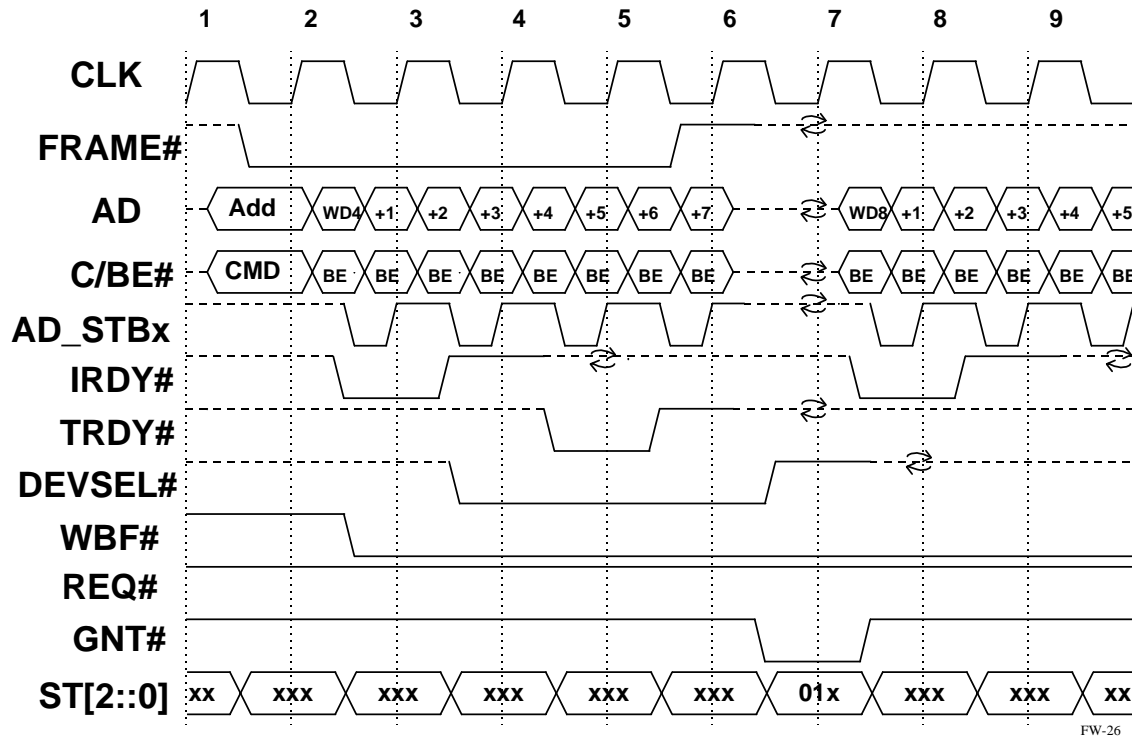 1 2 3 4 5 6 7 8 9
CLK
FRAME#
AD Add WD4 +1 +2 +3 +4 +5 +6 +7 WD8 +1 +2 +3 +4 +5
C/BE# CMD BE BE BE BE BE BE BE BE BE BE BE BE BE BE
AD_STBx
IRDY#
TRDY#
DEVSEL#
WBF#
REQ#
GNT#
ST[2::0] xx xxx xxx xxx xxx xxx 01x xxx xxx xx
FW-26